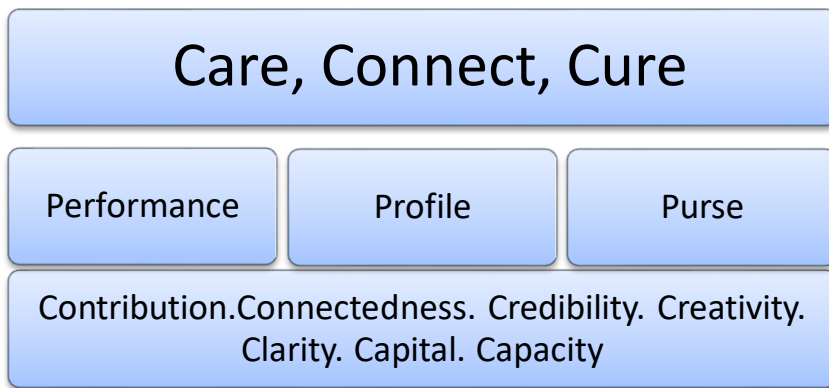 Care, Connect, Cure
Performance
Profile
Purse
Contribution.Connectedness. Credibility. Creativity.
Clarity. Capital. Capacity